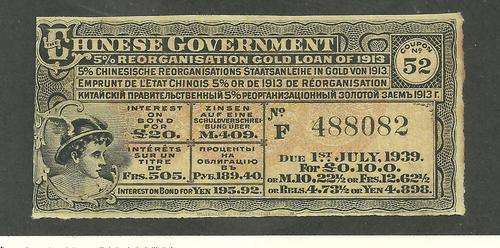 THE CHINESE GOVERNMENT
5% REORGANISATION GOLD LOAN OF 1913
5% CHINESISCHE REORGANISATIONS STAATSANLEIHE IN GOLD VON 1913.
EMPRUNT DE L'ETAT CHINOIS 5% OR DE 1913 DE RÉORGANISATION
КИТАЙСКІЙ ПРАВИТЕЛЬСТВЕННЫЙ 5% РЕОРГАНИЗАЦІОННЫЙ ЗОЛОТОЙ ЗАЕМЪ 1913 г.
COUPON
No
52
INTEREST
ON
BOND
FOR
£20.
ZINSEN
AUF EINE
SCHULDVERSCHREIBUNG
ÜBER
M.409.
INTÉRÊTS
SUR UN
TITRE
DE
FRS.505.
ПРОЦЕНТЫ
НА
ОБЛИГАЦІЮ
ВЪ
РУБ.189.40.
INTEREST ON BOND FOR YEN 195.92.
No
F 488082
DUE 1ST JULY, 1939.
FOR £0.10.0.
OR M.10.22½ OR FRS.12.62½
OR RBLS.4.73½ OR YEN 4.898.